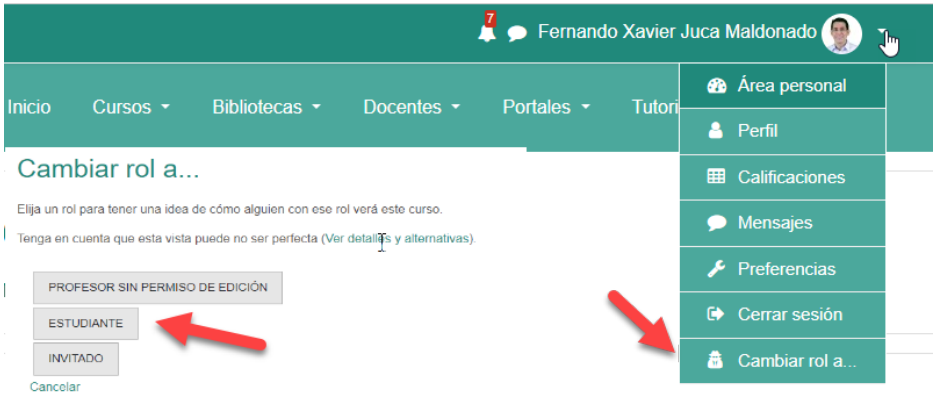 7
Fernando Xavier Juca Maldonado
Inicio Cursos Bibliotecas Docentes Portales Tutori
Área personal
Perfil
Calificaciones
Mensajes
Preferencias
Cerrar sesión
Cambiar rol a...
Cambiar rol a...
Elija un rol para tener una idea de cómo alguien con ese rol verá este curso.
Tenga en cuenta que esta vista puede no ser perfecta (Ver detalles y alternativas).
PROFESOR SIN PERMISO DE EDICIÓN
ESTUDIANTE
INVITADO
Cancelar